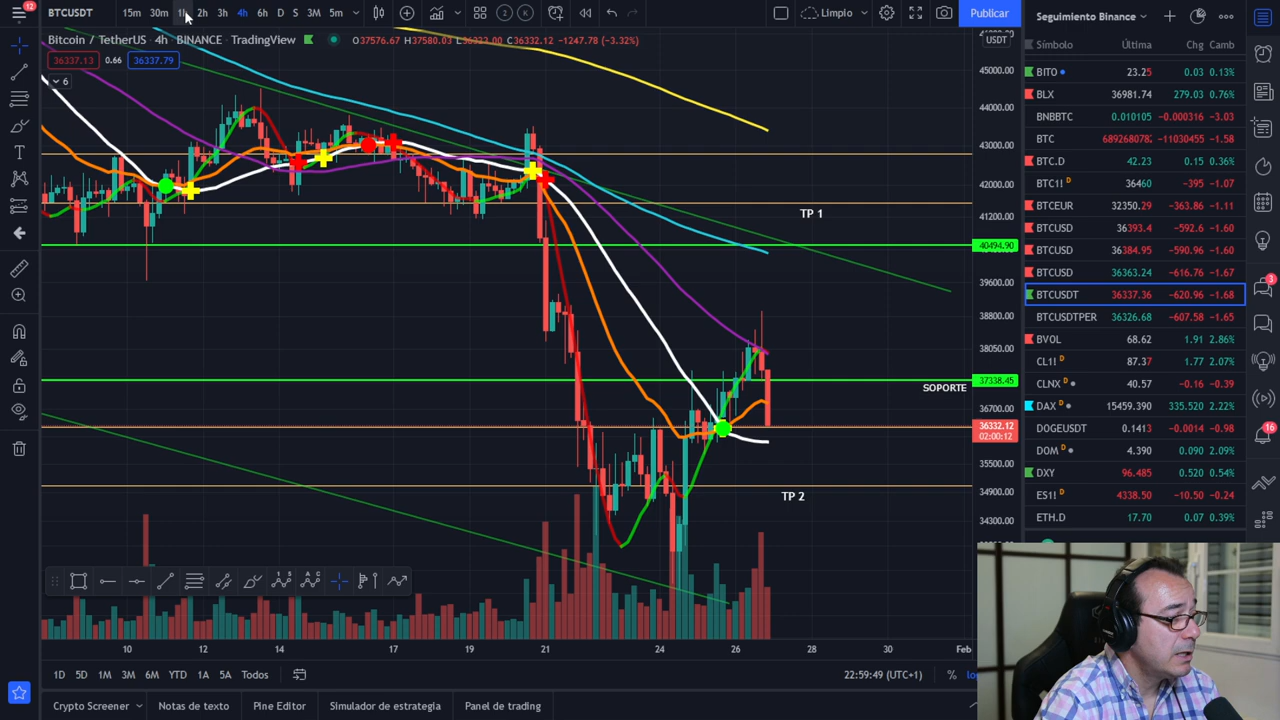 12
BTCUSDT 15m 30m 1h 2h 3h 4h 6h D S 3M 5m 2 K Limpio Publicar
Bitcoin / TetherUS · 4h · BINANCE · TradingView O37576.67 H37580.03 L36332.00 C36332.12 −1247.78 (−3.32%)
36337.13 0.66 36337.79
6
TP 1
SOPORTE
TP 2
USDT
45000.00
44000.00
43000.00
42000.00
41200.00
40494.90
39600.00
38800.00
38050.00
37338.45
36700.00
36332.12
02:00:12
35500.00
34900.00
34300.00
10 12 14 17 19 21 24 26 28 30 Feb
1D 5D 1M 3M 6M YTD 1A 5A Todos 22:59:49 (UTC+1) %
Crypto Screener Notas de texto Pine Editor Simulador de estrategia Panel de trading
Seguimiento Binance
Símbolo Última Chg Camb
BITO 23.25 0.03 0.13%
BLX 36981.74 279.03 0.76%
BNBBTC 0.010105 −0.000316 −3.03
BTC 689268078 −11030455 −1.58
BTC.D 42.23 0.15 0.36%
BTC1! D 36460 −395 −1.07
BTCEUR 32350.29 −363.86 −1.11
BTCUSD 36393.4 −592.6 −1.60
BTCUSD 36384.95 −590.96 −1.60
BTCUSD 36363.24 −616.76 −1.67
BTCUSDT 36337.36 −620.96 −1.68
BTCUSDTPER 36326.68 −607.58 −1.65
BVOL 68.62 1.91 2.86%
CL1! D 87.37 1.77 2.07%
CLNX D 40.57 −0.16 −0.39
DAX D 15459.390 335.520 2.22%
DOGEUSDT 0.1413 −0.0014 −0.98
DOM D 4.390 0.090 2.09%
DXY 96.485 0.520 0.54%
ES1! D 4338.50 −10.50 −0.24
ETH.D 17.70 0.07 0.39%
3
16